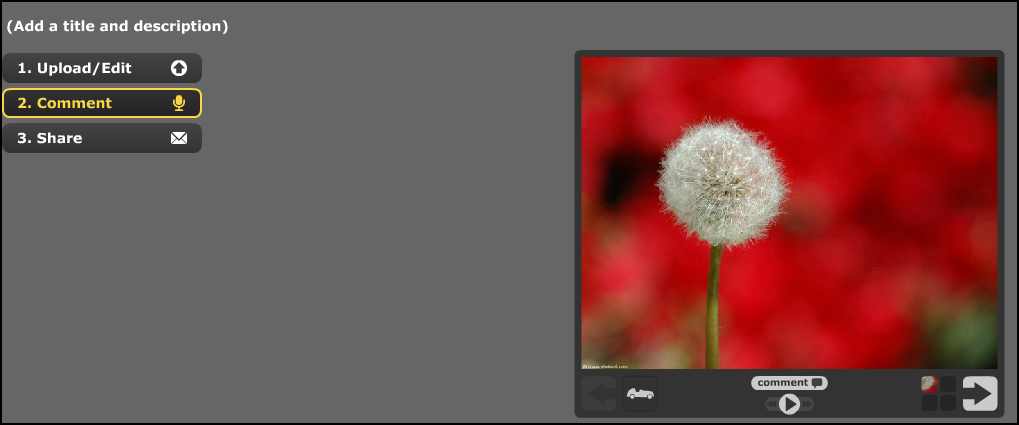 (Add a title and description)
1. Upload/Edit
2. Comment
3. Share
comment